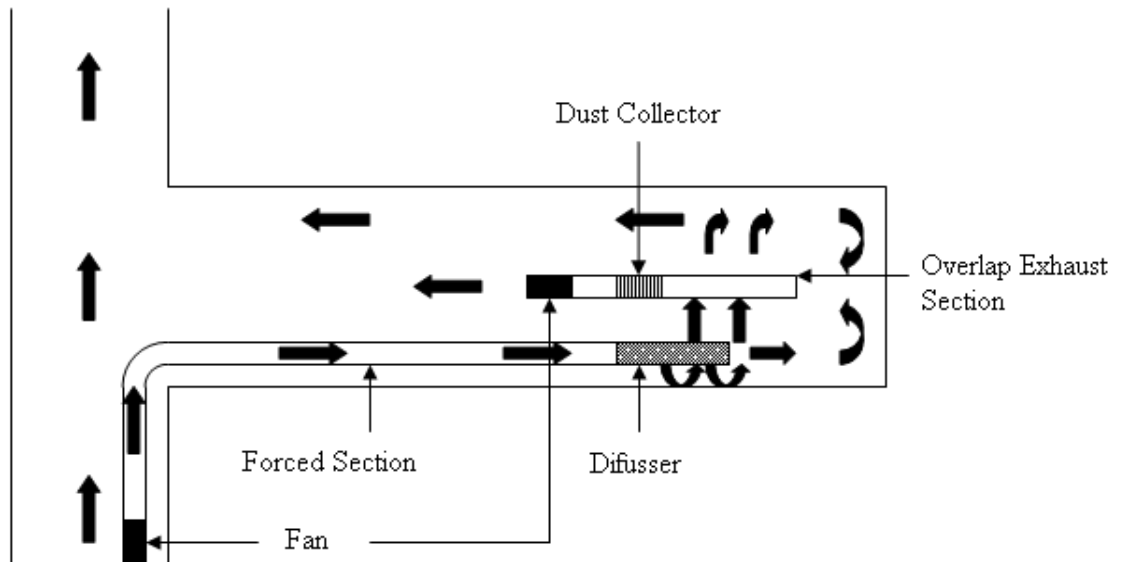 Dust Collector
Overlap Exhaust
Section
Forced Section
Difusser
Fan